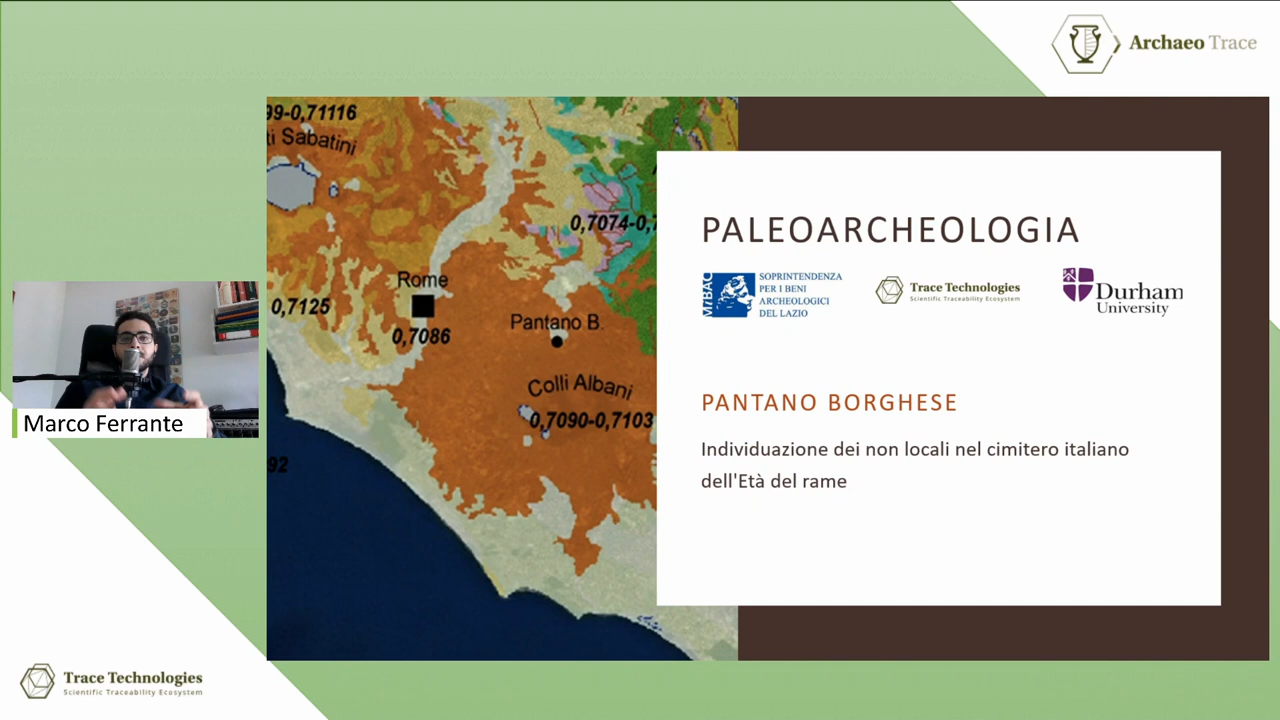 Archaeo Trace
99-0,71116
ti Sabatini
0,7074-0,7
Rome
0,7125
0,7086
Pantano B.
Colli Albani
0,7090-0,7103
92
PALEOARCHEOLOGIA
MiBAC
SOPRINTENDENZA
PER I BENI
ARCHEOLOGICI
DEL LAZIO
Trace Technologies
Scientific Traceability Ecosystem
Durham
University
PANTANO BORGHESE
Individuazione dei non locali nel cimitero italiano
dell'Età del rame
Marco Ferrante
Trace Technologies
Scientific Traceability Ecosystem